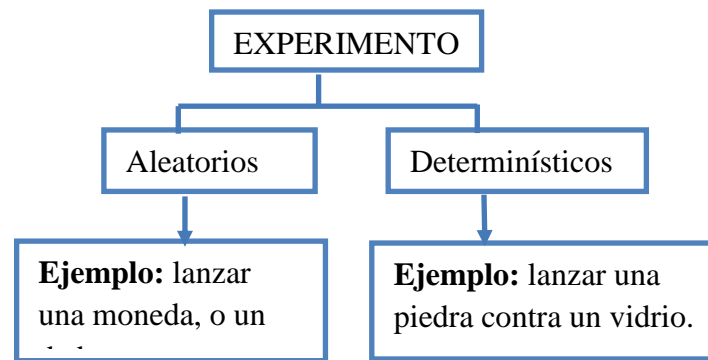 EXPERIMENTO
Aleatorios
Determinísticos
Ejemplo: lanzar
una moneda, o un
Ejemplo: lanzar una
piedra contra un vidrio.